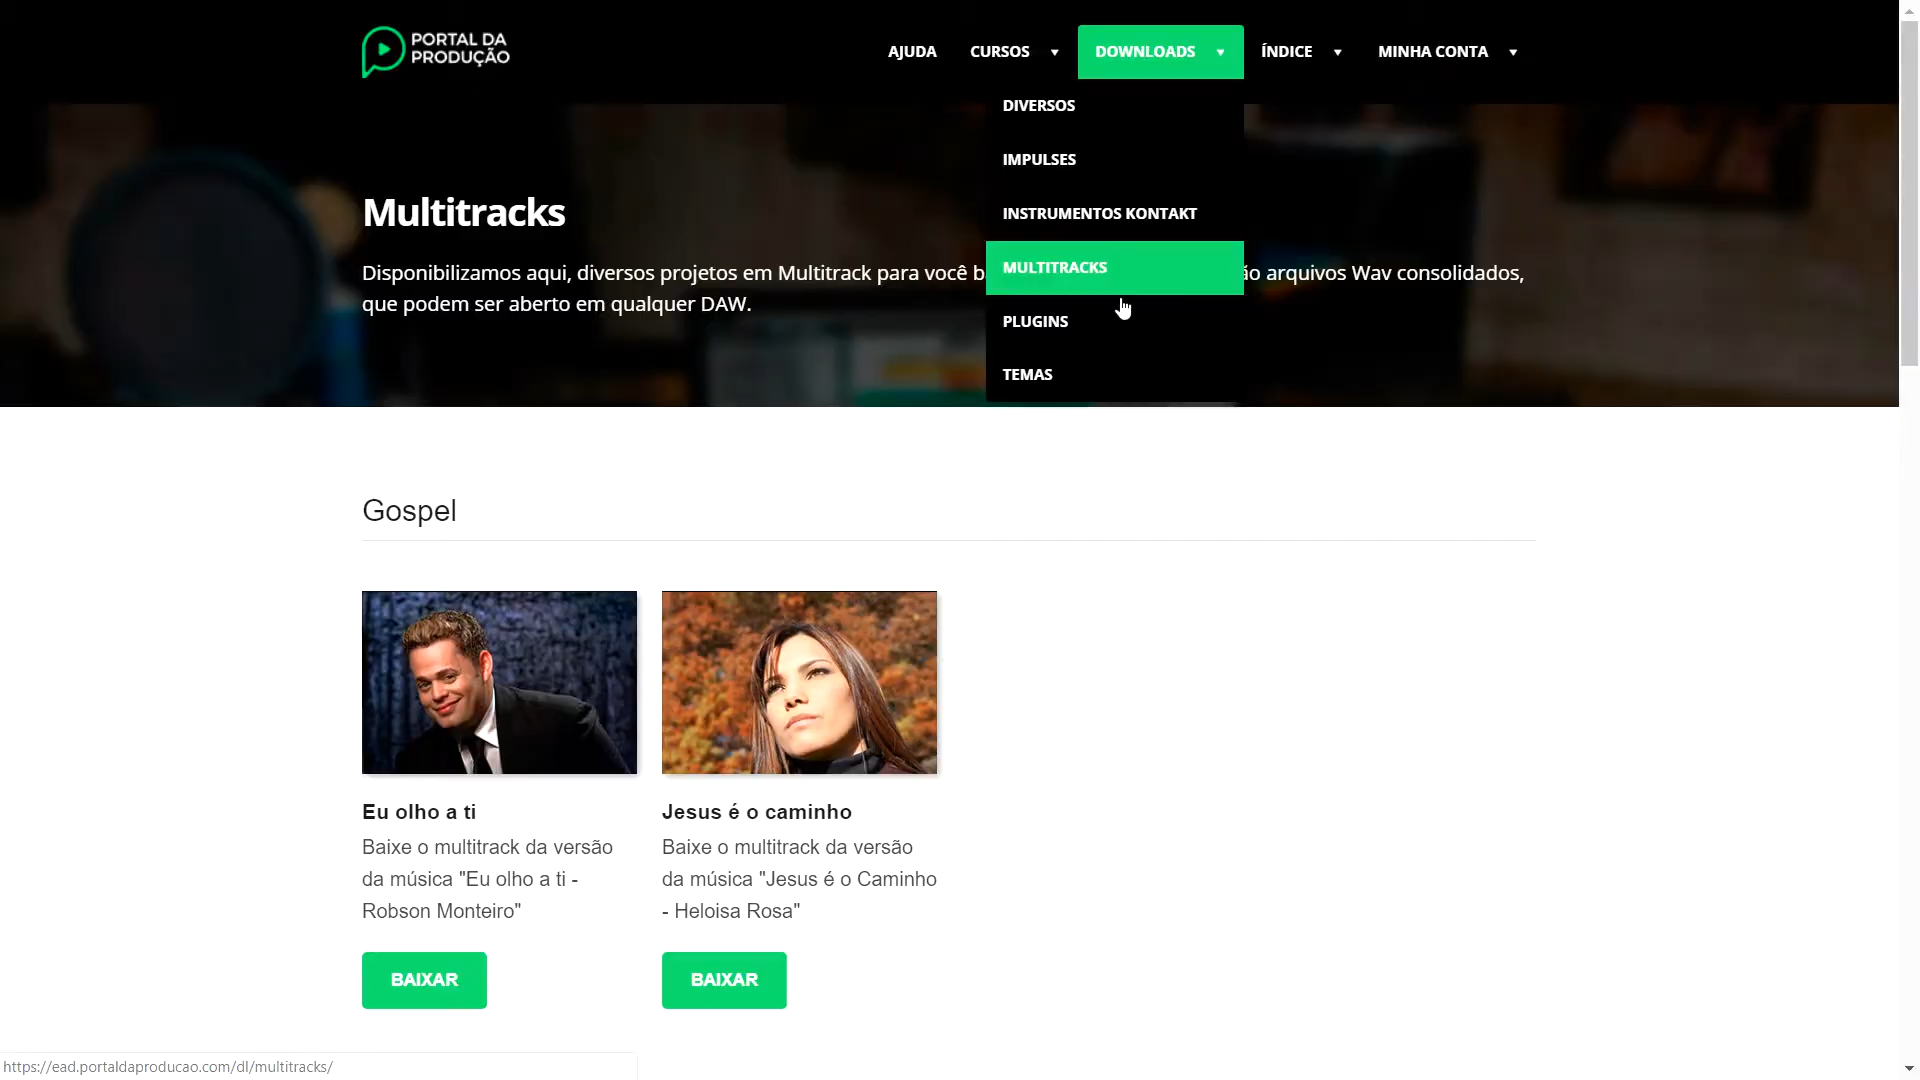 PORTAL DA
PRODUÇÃO
AJUDA
CURSOS
DOWNLOADS
ÍNDICE
MINHA CONTA
DIVERSOS
IMPULSES
INSTRUMENTOS KONTAKT
MULTITRACKS
PLUGINS
TEMAS
Multitracks
Disponibilizamos aqui, diversos projetos em Multitrack para você arquivos Wav consolidados,
que podem ser aberto em qualquer DAW.
Gospel
Eu olho a ti
Baixe o multitrack da versão
da música "Eu olho a ti -
Robson Monteiro"
BAIXAR
Jesus é o caminho
Baixe o multitrack da versão
da música "Jesus é o Caminho
- Heloisa Rosa"
BAIXAR
https://ead.portaldaproducao.com/dl/multitracks/